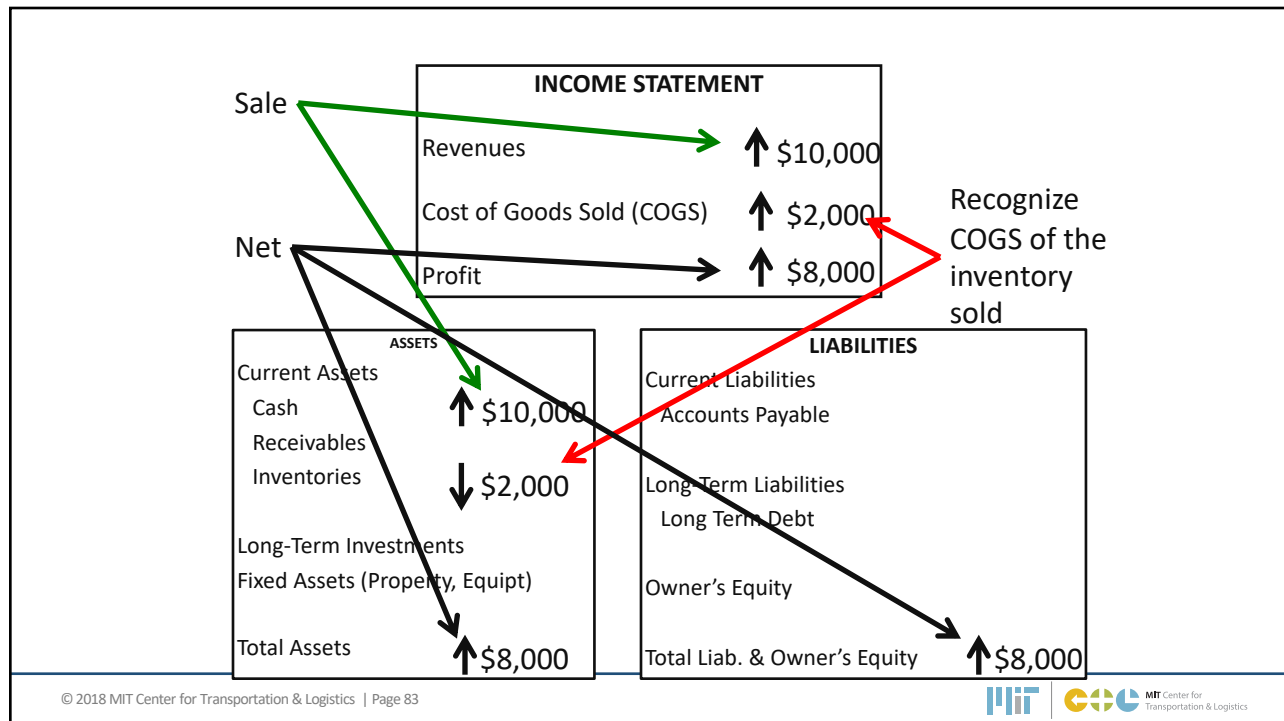 INCOME STATEMENT
Sale
Revenues $10,000
Cost of Goods Sold (COGS) $2,000
Net
Profit $8,000
Recognize
COGS of the
inventory
sold
ASSETS
Current Assets
Cash $10,000
Receivables
Inventories $2,000
Long-Term Investments
Fixed Assets (Property, Equipt)
Total Assets $8,000
LIABILITIES
Current Liabilities
Accounts Payable
Long-Term Liabilities
Long Term Debt
Owner’s Equity
Total Liab. & Owner’s Equity $8,000
© 2018 MIT Center for Transportation & Logistics | Page 83
MIT Center for
Transportation & Logistics